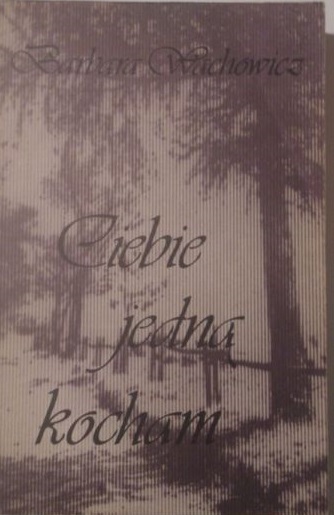 Barbara Wachowicz
Ciebie
jedną
kocham